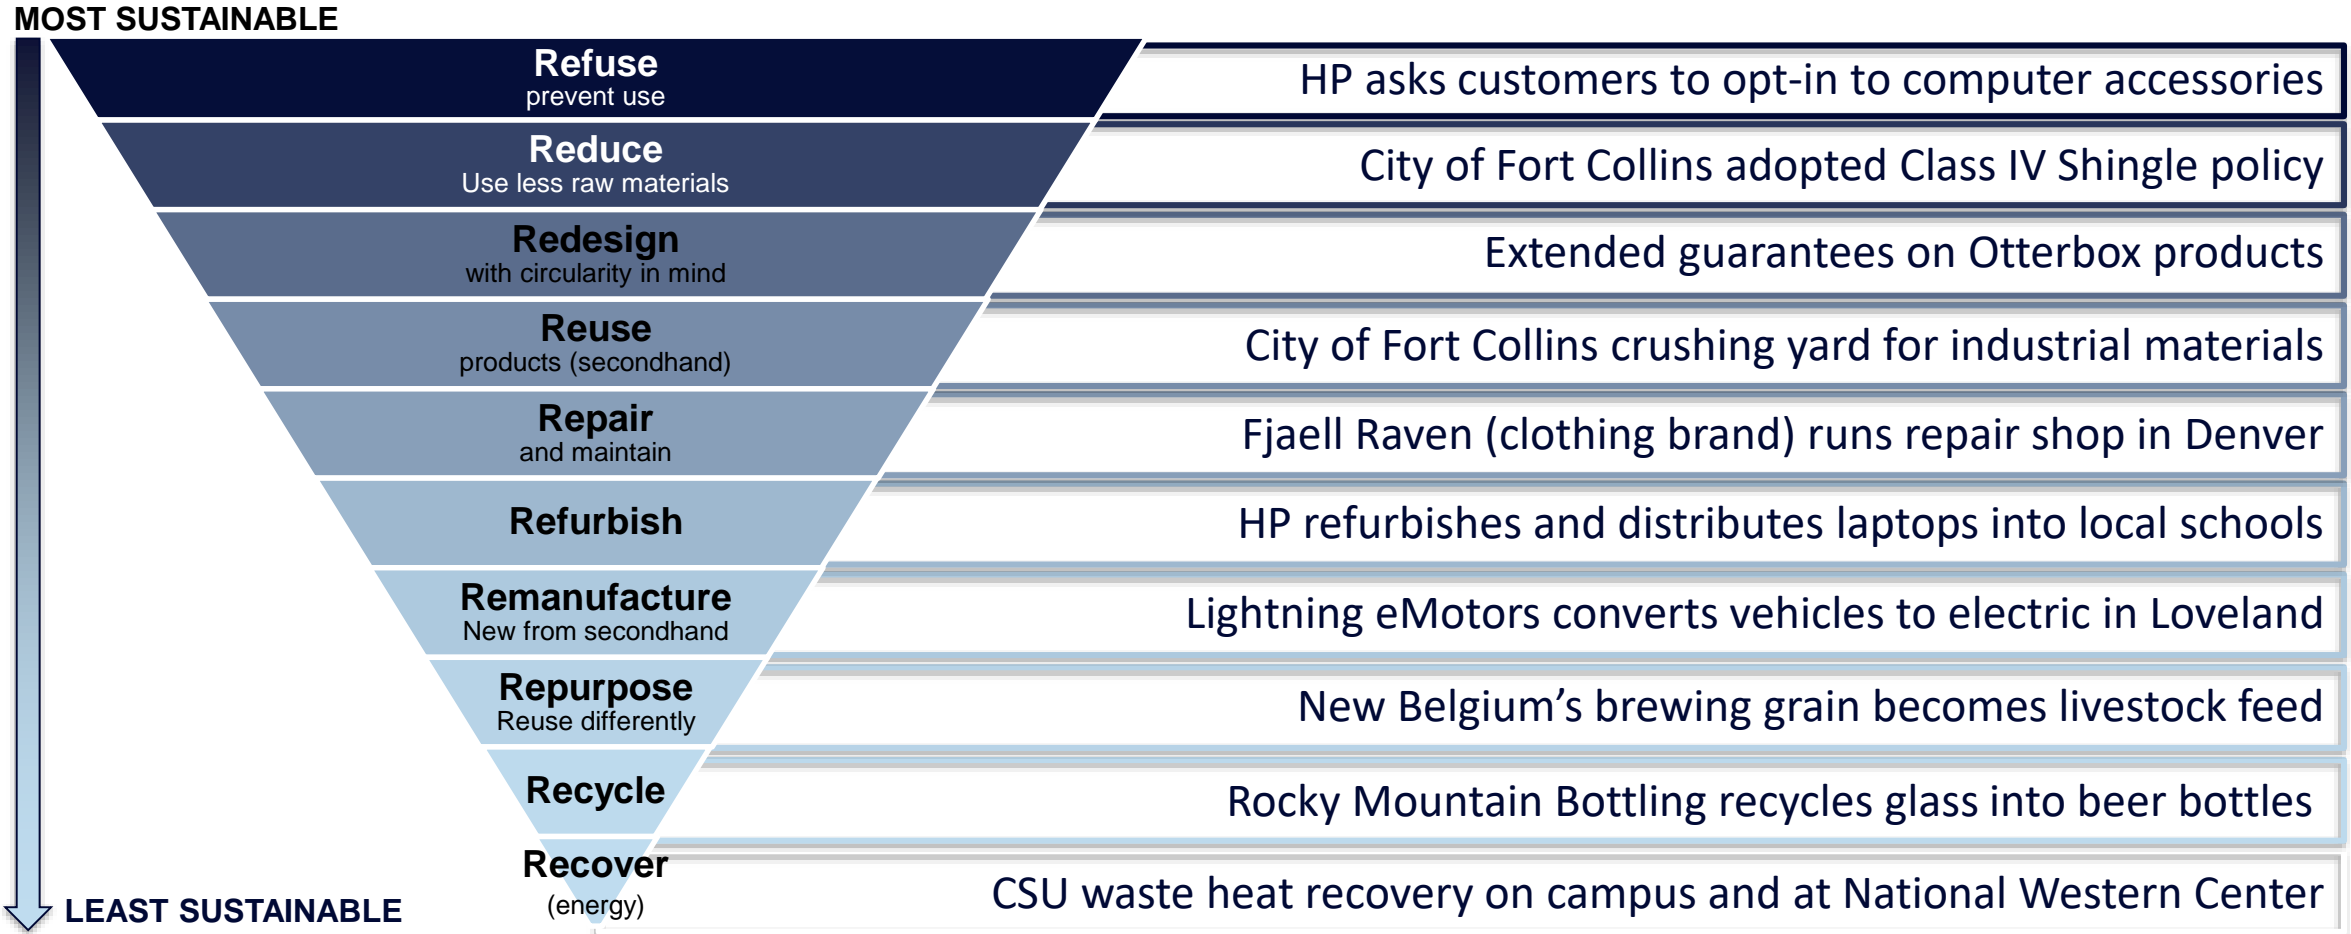 MOST SUSTAINABLE
Refuse
prevent use
HP asks customers to opt-in to computer accessories
Reduce
Use less raw materials
City of Fort Collins adopted Class IV Shingle policy
Redesign
with circularity in mind
Extended guarantees on Otterbox products
Reuse
products (secondhand)
City of Fort Collins crushing yard for industrial materials
Repair
and maintain
Fjaell Raven (clothing brand) runs repair shop in Denver
Refurbish
HP refurbishes and distributes laptops into local schools
Remanufacture
New from secondhand
Lightning eMotors converts vehicles to electric in Loveland
Repurpose
Reuse differently
New Belgium’s brewing grain becomes livestock feed
Recycle
Rocky Mountain Bottling recycles glass into beer bottles
Recover
(energy)
CSU waste heat recovery on campus and at National Western Center
LEAST SUSTAINABLE